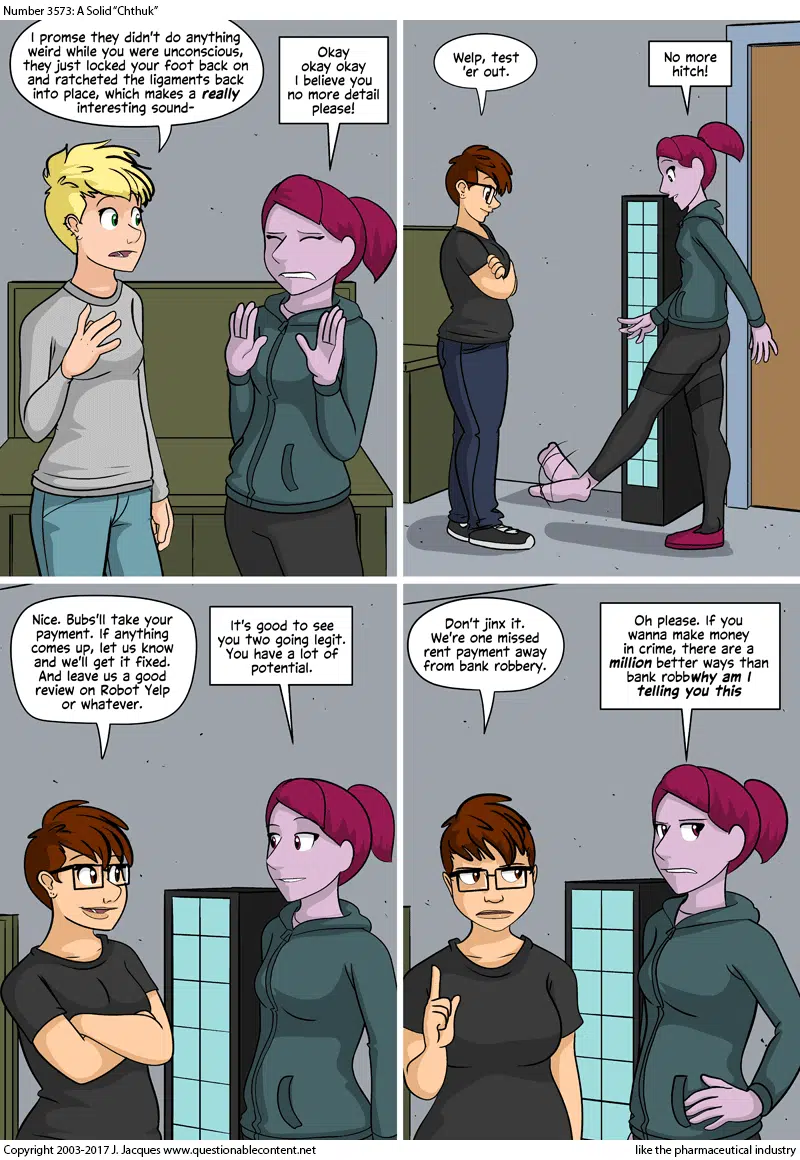 Number 3573: A Solid "Chthuk"
I promse they didn't do anything
weird while you were unconscious,
they just locked your foot back on
and ratcheted the ligaments back
into place, which makes a really
interesting sound-
Okay
okay okay
I believe you
no more detail
please!
Welp, test
'er out.
No more
hitch!
Nice. Bubs'll take your
payment. If anything
comes up, let us know
and we'll get it fixed.
And leave us a good
review on Robot Yelp
or whatever.
It's good to see
you two going legit.
You have a lot of
potential.
Don't jinx it.
We're one missed
rent payment away
from bank robbery.
Oh please. If you
wanna make money
in crime, there are a
million better ways than
bank robbwhy am I
telling you this
Copyright 2003-2017 J. Jacques www.questionablecontent.net
like the pharmaceutical industry